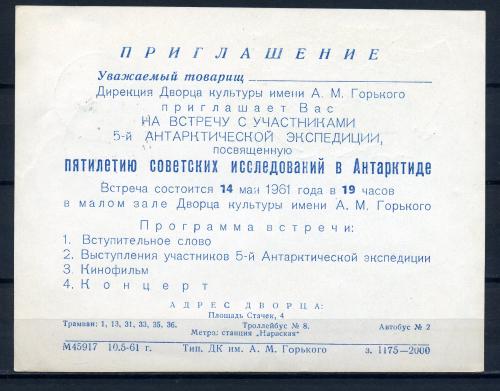 ПРИГЛАШЕНИЕ
Уважаемый товарищ
Дирекция Дворца культуры имени А. М. Горького
приглашает Вас
НА ВСТРЕЧУ С УЧАСТНИКАМИ
5-й АНТАРКТИЧЕСКОЙ ЭКСПЕДИЦИИ,
посвященную
пятилетию советских исследований в Антарктиде
Встреча состоится 14 мая 1961 года в 19 часов
в малом зале Дворца культуры имени А. М. Горького
Программа встречи:
1. Вступительное слово
2. Выступления участников 5-й Антарктической экспедиции
3. Кинофильм
4. Концерт
АДРЕС ДВОРЦА:
Площадь Стачек, 4
Трамваи: 1, 13, 31, 33, 35, 36. Троллейбус № 8. Автобус № 2
Метро: станция "Нарвская"
М45917 10.5-61 г. Тип. ДК им. А. М. Горького з. 1175—2000